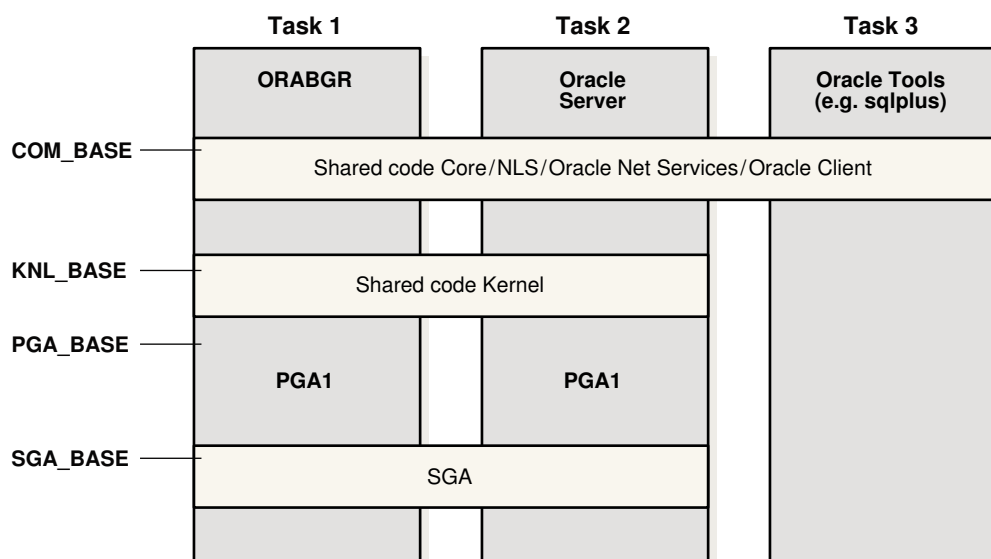 Task 1
Task 2
Task 3
ORABGR
Oracle
Server
Oracle Tools
(e.g. sqlplus)
COM_BASE
Shared code Core/NLS/Oracle Net Services/Oracle Client
KNL_BASE
Shared code Kernel
PGA_BASE
PGA1
PGA1
SGA_BASE
SGA